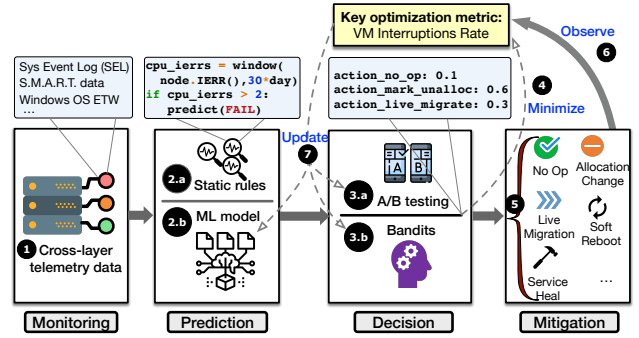 Key optimization metric:
VM Interruptions Rate
Observe
6
Sys Event Log (SEL)
S.M.A.R.T. data
Windows OS ETW
...
cpu_ierrs = window(
node.IERR(),30*day)
if cpu_ierrs > 2:
predict(FAIL)
action_no_op: 0.1
action_mark_unalloc: 0.6
action_live_migrate: 0.3
4
Minimize
Update
7
1
Cross-layer
telemetry data
2.a
Static rules
2.b
ML model
A
B
3.a
A/B testing
3.b
Bandits
5
No Op
Allocation
Change
Live
Migration
Soft
Reboot
Service
Heal
...
Monitoring
Prediction
Decision
Mitigation